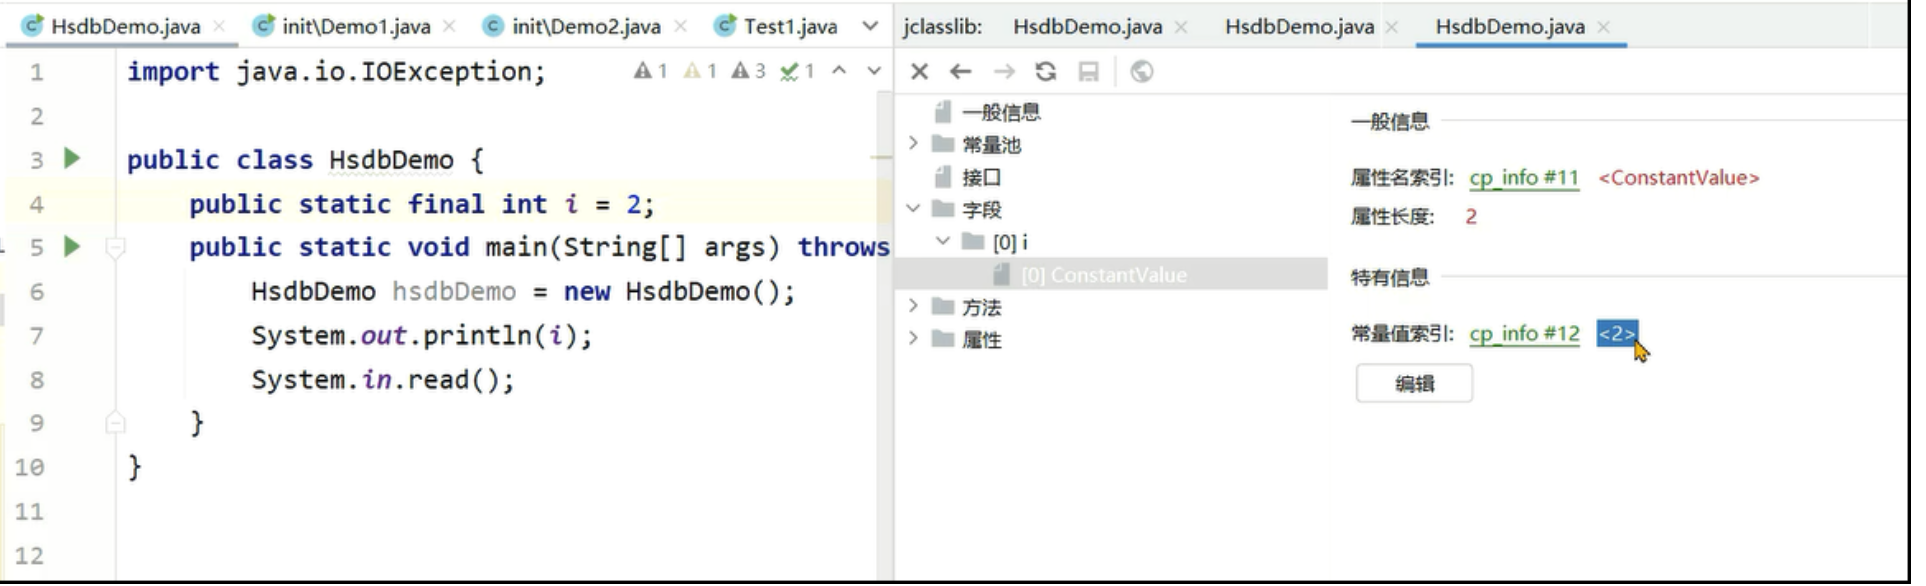 HsdbDemo.java init\Demo1.java init\Demo2.java Test1.java
1 import java.io.IOException; 1 1 3 1
2
3 public class HsdbDemo {
4 public static final int i = 2;
5 public static void main(String[] args) throws
6 HsdbDemo hsdbDemo = new HsdbDemo();
7 System.out.println(i);
8 System.in.read();
9 }
10 }
11
12
jclasslib: HsdbDemo.java HsdbDemo.java HsdbDemo.java
一般信息
常量池
接口
字段
[0] i
[0] ConstantValue
方法
属性
一般信息
属性名索引: cp_info #11 <ConstantValue>
属性长度: 2
特有信息
常量值索引: cp_info #12 <2>
编辑